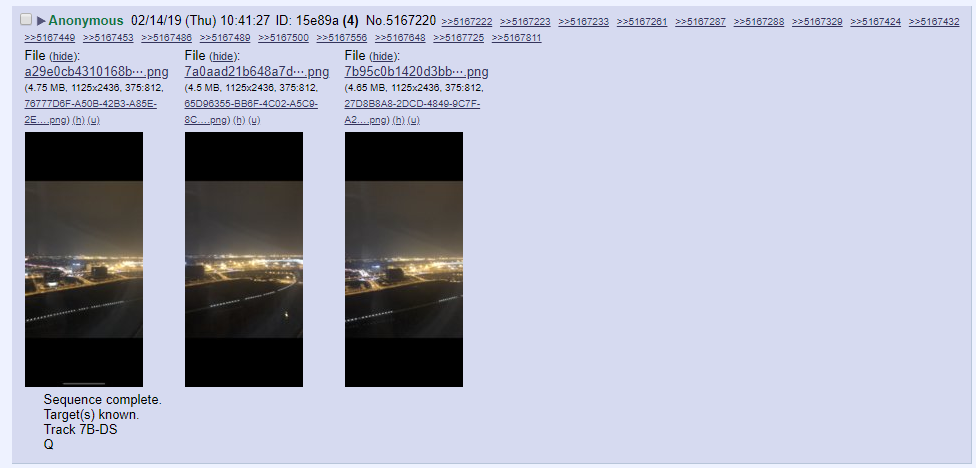 Anonymous 02/14/19 (Thu) 10:41:27 ID: 15e89a (4) No.5167220 >>5167222 >>5167223 >>5167233 >>5167261 >>5167287 >>5167288 >>5167329 >>5167424 >>5167432
>>5167449 >>5167453 >>5167486 >>5167489 >>5167500 >>5167556 >>5167648 >>5167725 >>5167811
File (hide):
a29e0cb4310168b···.png
(4.75 MB, 1125x2436, 375:812,
76777D6F-A50B-42B3-A85E-
2E….png) (h) (u)
File (hide):
7a0aad21b648a7d···.png
(4.5 MB, 1125x2436, 375:812,
65D96355-BB6F-4C02-A5C9-
8C….png) (h) (u)
File (hide):
7b95c0b1420d3bb···.png
(4.65 MB, 1125x2436, 375:812,
27D8B8A8-2DCD-4849-9C7F-
A2….png) (h) (u)
Sequence complete.
Target(s) known.
Track 7B-DS
Q